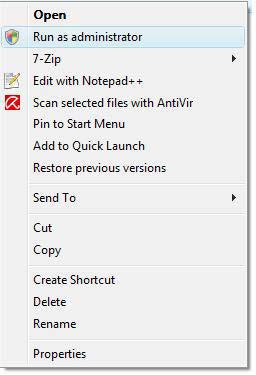 Open
Run as administrator
7-Zip
Edit with Notepad++
Scan selected files with AntiVir
Pin to Start Menu
Add to Quick Launch
Restore previous versions
Send To
Cut
Copy
Create Shortcut
Delete
Rename
Properties